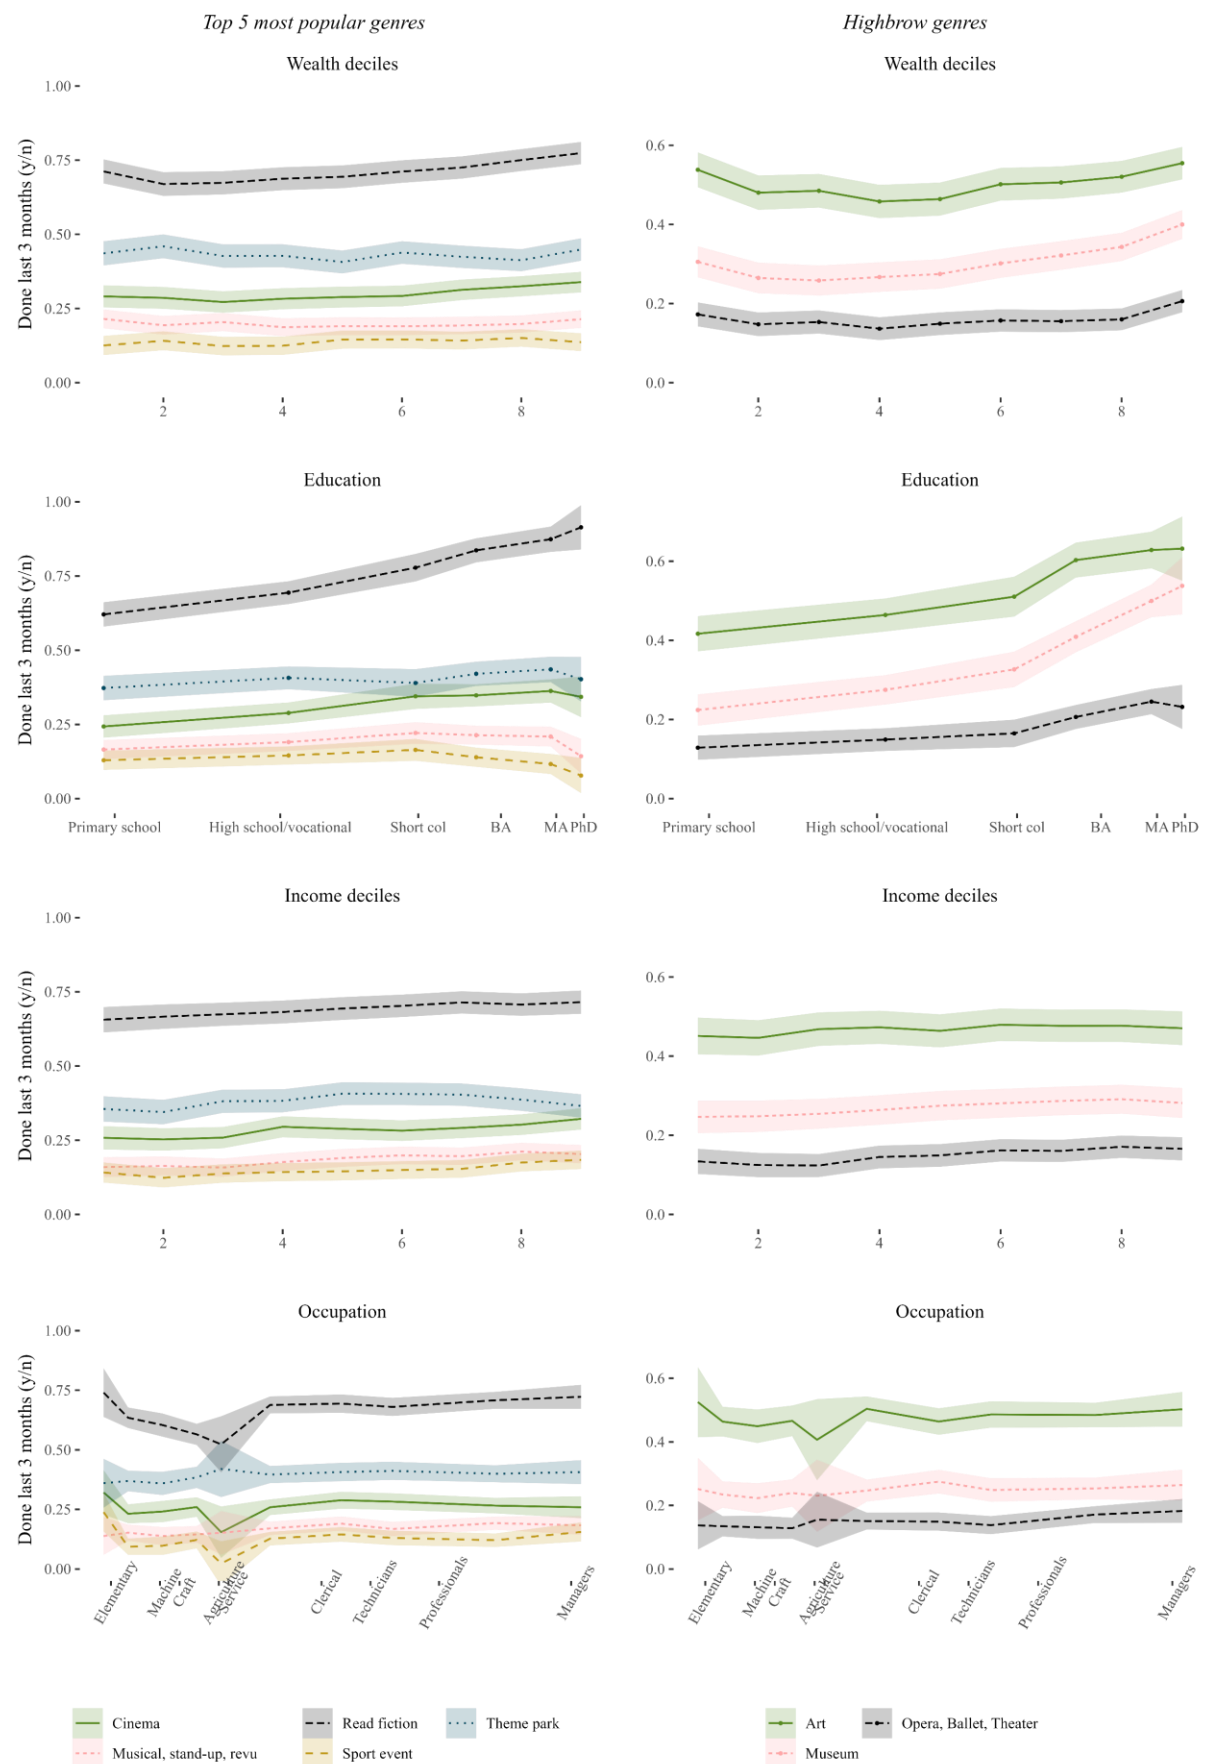 Top 5 most popular genres
Highbrow genres
Wealth deciles
Wealth deciles
Done last 3 months (y/n)
1.00
0.75
0.50
0.25
0.00
2 4 6 8
0.6
0.4
0.2
0.0
2 4 6 8
Education
Education
Done last 3 months (y/n)
1.00
0.75
0.50
0.25
0.00
Primary school High school/vocational Short col BA MA PhD
0.6
0.4
0.2
0.0
Primary school High school/vocational Short col BA MA PhD
Income deciles
Income deciles
Done last 3 months (y/n)
1.00
0.75
0.50
0.25
0.00
2 4 6 8
0.6
0.4
0.2
0.0
2 4 6 8
Occupation
Occupation
Done last 3 months (y/n)
1.00
0.75
0.50
0.25
0.00
Elementary Machine Craft Agriculture Service Clerical Technicians Professionals Managers
0.6
0.4
0.2
0.0
Elementary Machine Craft Agriculture Service Clerical Technicians Professionals Managers
Cinema Read fiction Theme park
Musical, stand-up, revu Sport event
Art Opera, Ballet, Theater
Museum